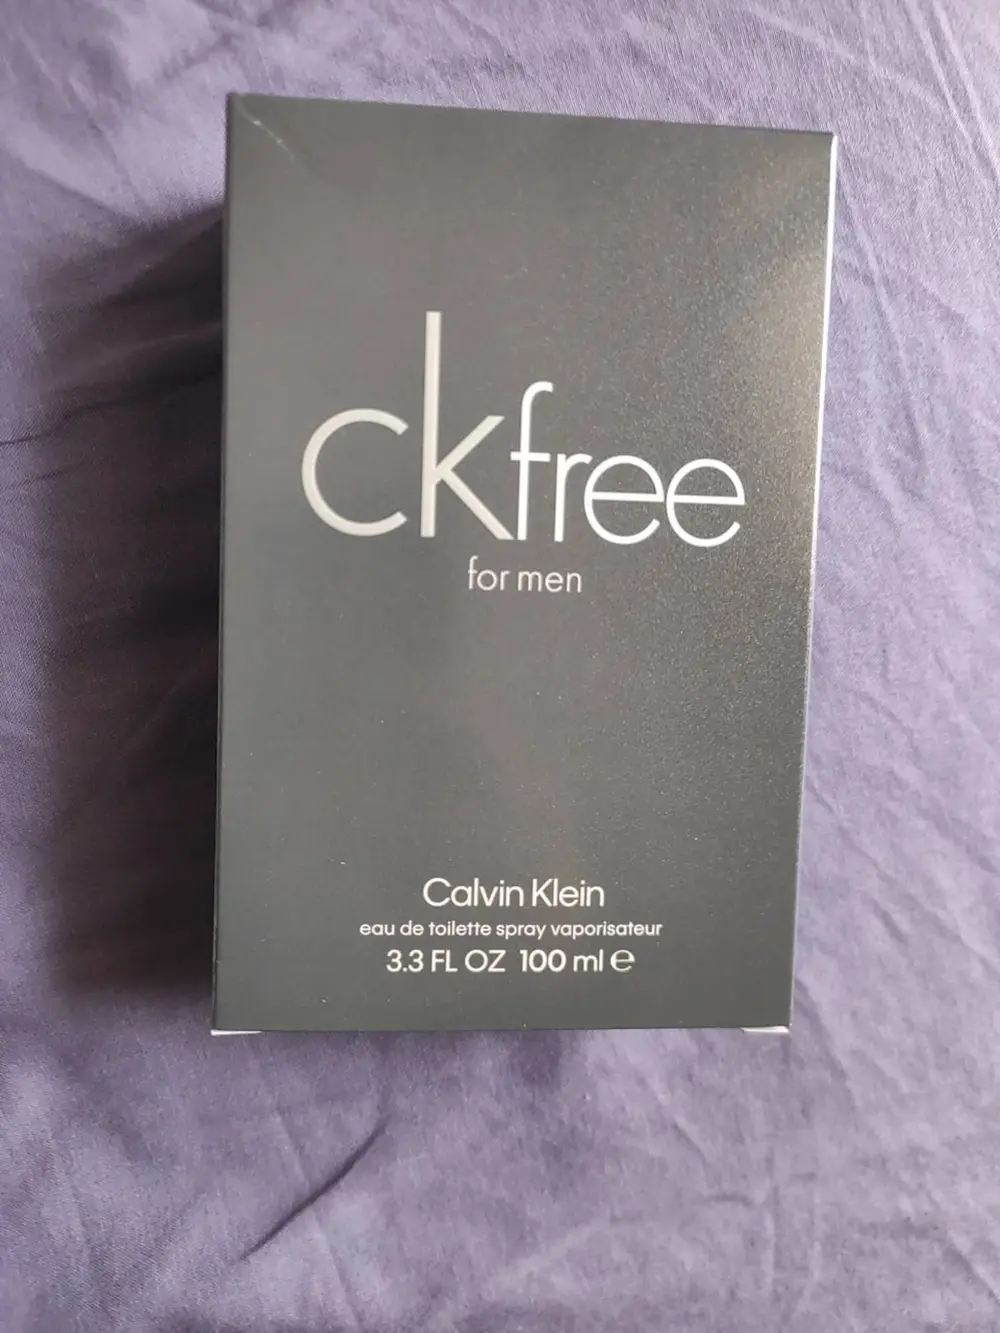 ckfree
for men
Calvin Klein
eau de toilette spray vaporisateur
3.3 FL OZ 100 ml ℮